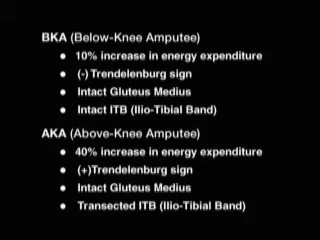 BKA (Below-Knee Amputee)
● 10% increase in energy expenditure
● (-) Trendelenburg sign
● Intact Gluteus Medius
● Intact ITB (Ilio-Tibial Band)
AKA (Above-Knee Amputee)
● 40% increase in energy expenditure
● (+)Trendelenburg sign
● Intact Gluteus Medius
● Transected ITB (Ilio-Tibial Band)